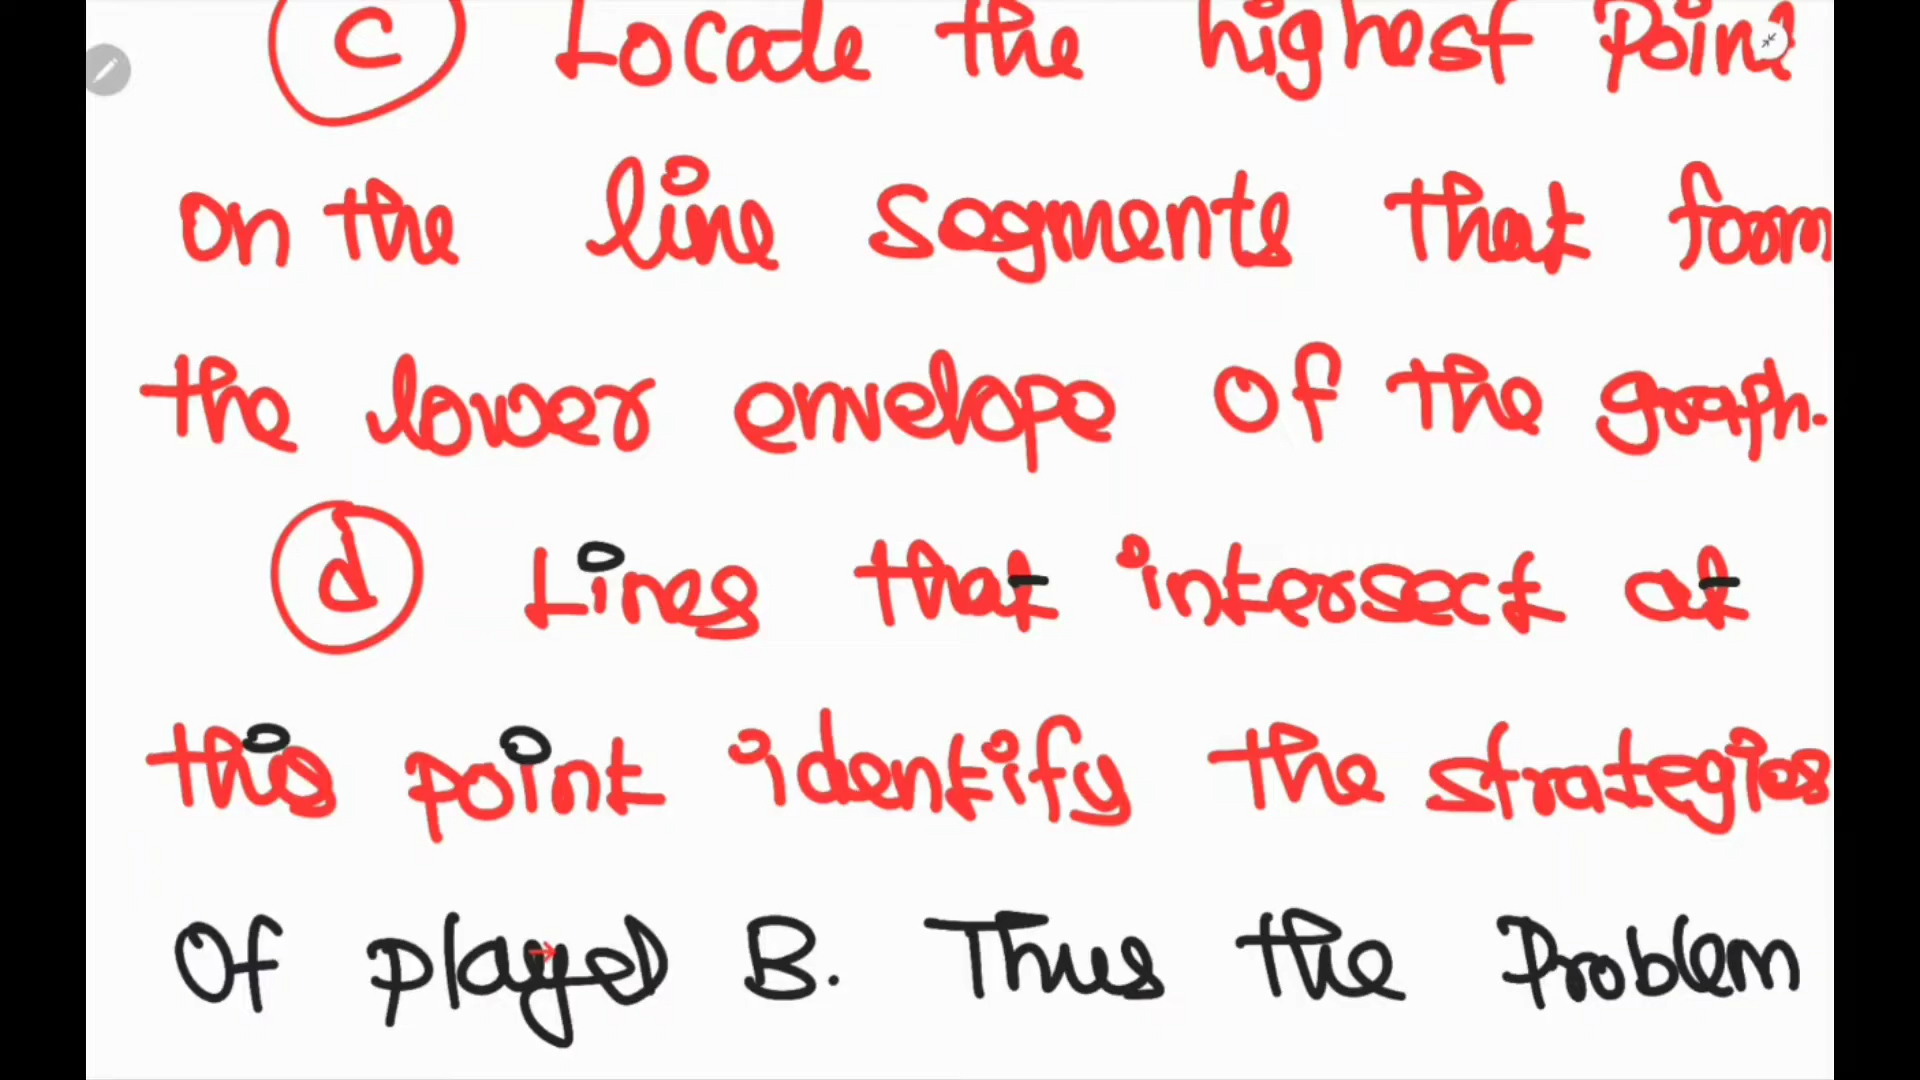 c Locate the highest Point
on the line segments that form
the lower envelope of the graph.
d Lines that intersect at
this point identify the strategies
Of played B. Thus the Problem